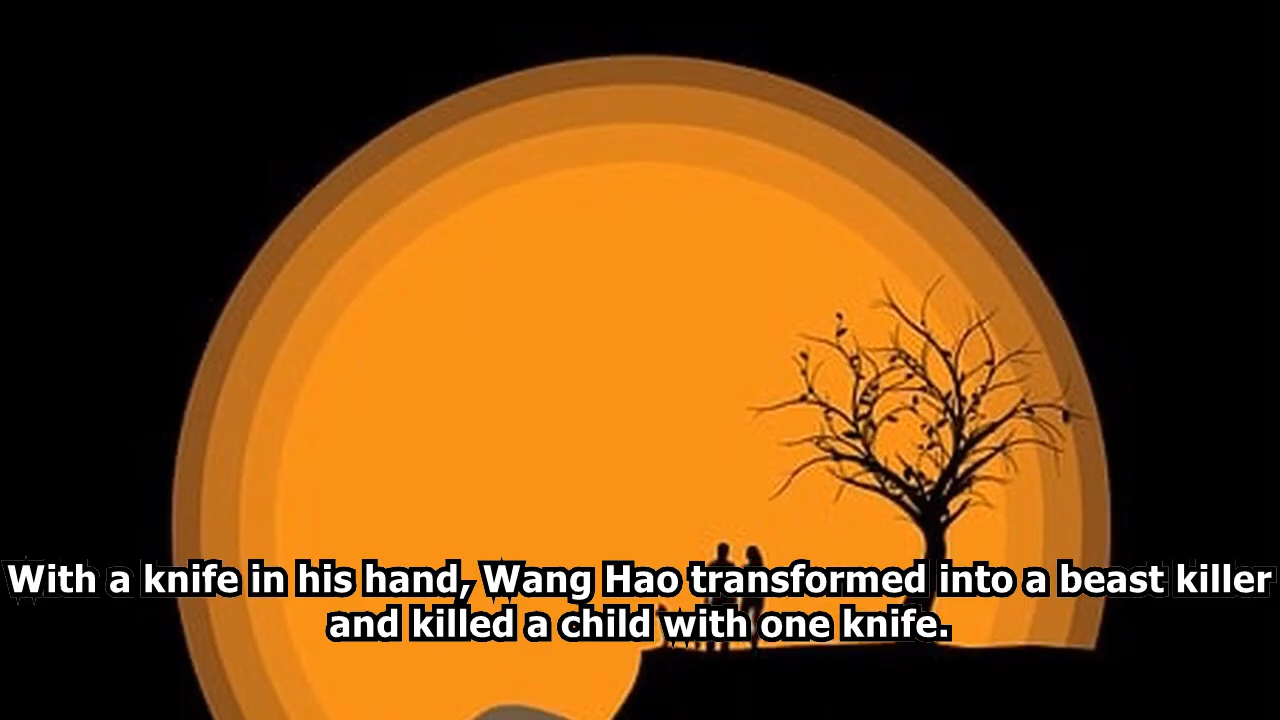 With a knife in his hand, Wang Hao transformed into a beast killer
and killed a child with one knife.